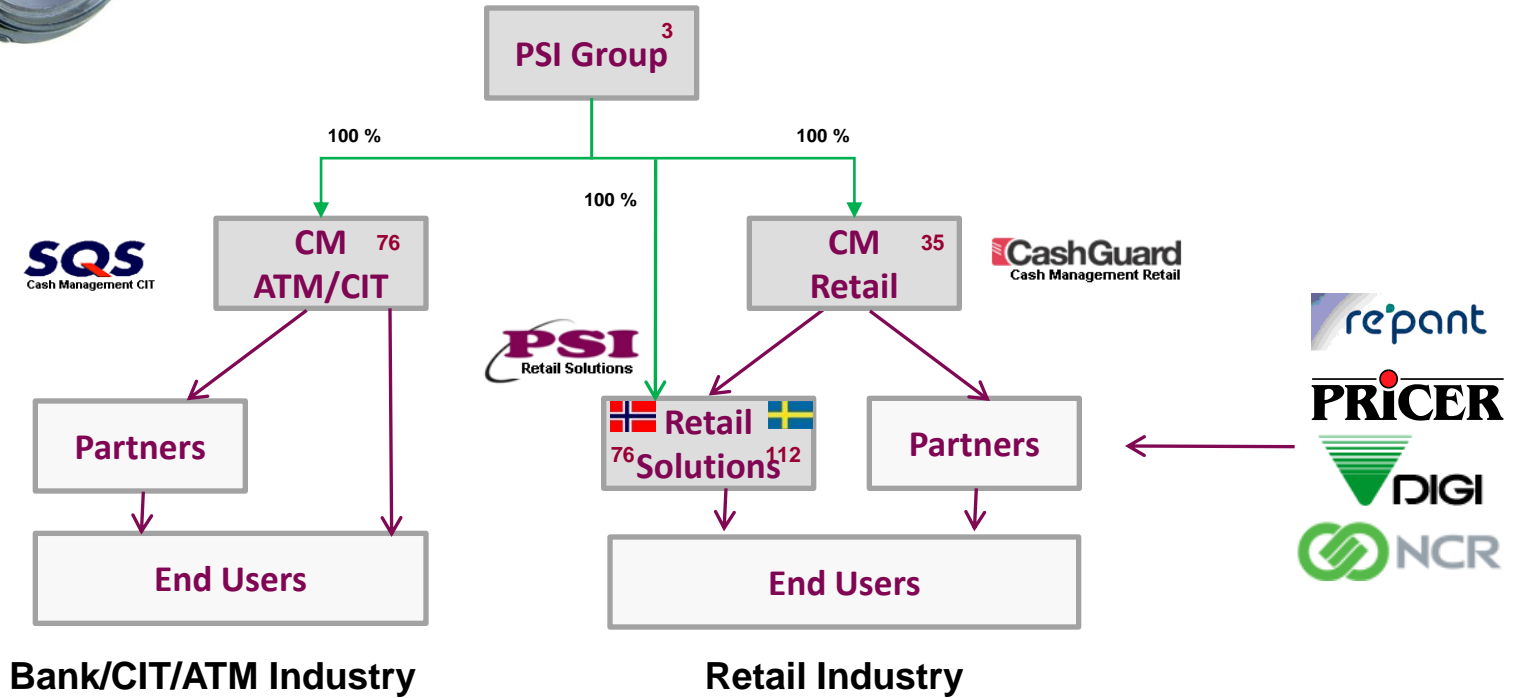 3
PSI Group
100 %
100 %
100 %
CM 76
ATM/CIT
CM 35
Retail
SQS
Cash Management CIT
CashGuard
Cash Management Retail
PSI
Retail Solutions
re'pant
PRiCER
DIGI
NCR
Partners
Retail
76 Solutions 112
Partners
End Users
End Users
Bank/CIT/ATM Industry
Retail Industry